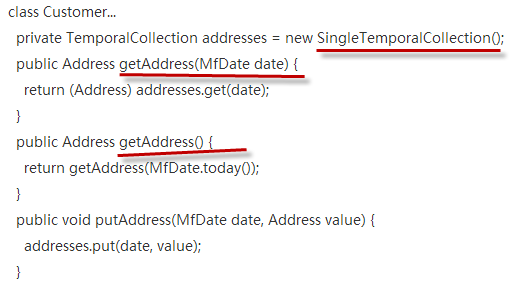 class Customer...
private TemporalCollection addresses = new SingleTemporalCollection();
public Address getAddress(MfDate date) {
return (Address) addresses.get(date);
}
public Address getAddress() {
return getAddress(MfDate.today());
}
public void putAddress(MfDate date, Address value) {
addresses.put(date, value);
}